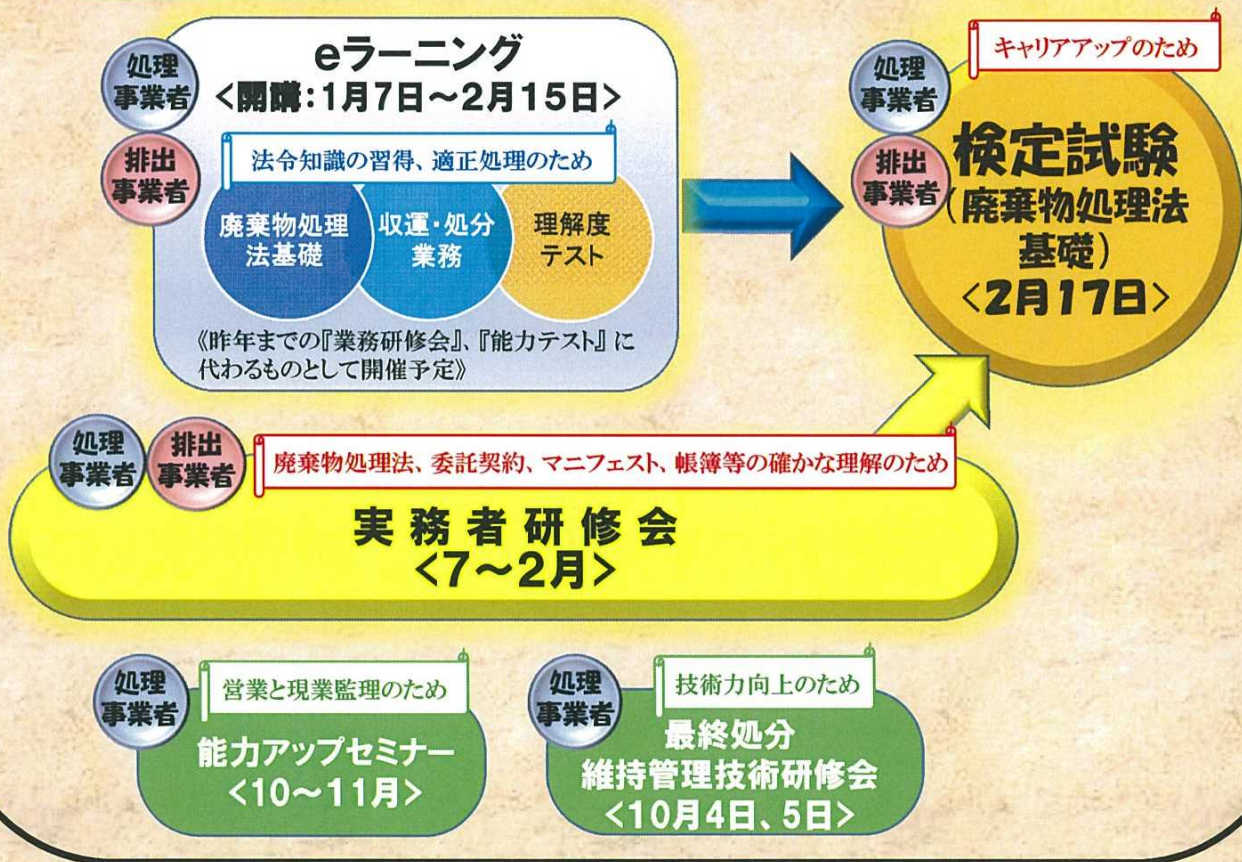 処理
事業者
排出
事業者
eラーニング
<開講:1月7日～2月15日>
法令知識の習得、適正処理のため
廃棄物処理
法基礎
収運・処分
業務
理解度
テスト
《昨年までの『業務研修会』、『能力テスト』に
代わるものとして開催予定》
キャリアアップのため
処理
事業者
排出
事業者
検定試験
(廃棄物処理法
基礎)
<2月17日>
処理
事業者
排出
事業者
廃棄物処理法、委託契約、マニフェスト、帳簿等の確かな理解のため
実務者研修会
<7～2月>
処理
事業者
営業と現業監理のため
能力アップセミナー
<10～11月>
処理
事業者
技術力向上のため
最終処分
維持管理技術研修会
<10月4日、5日>